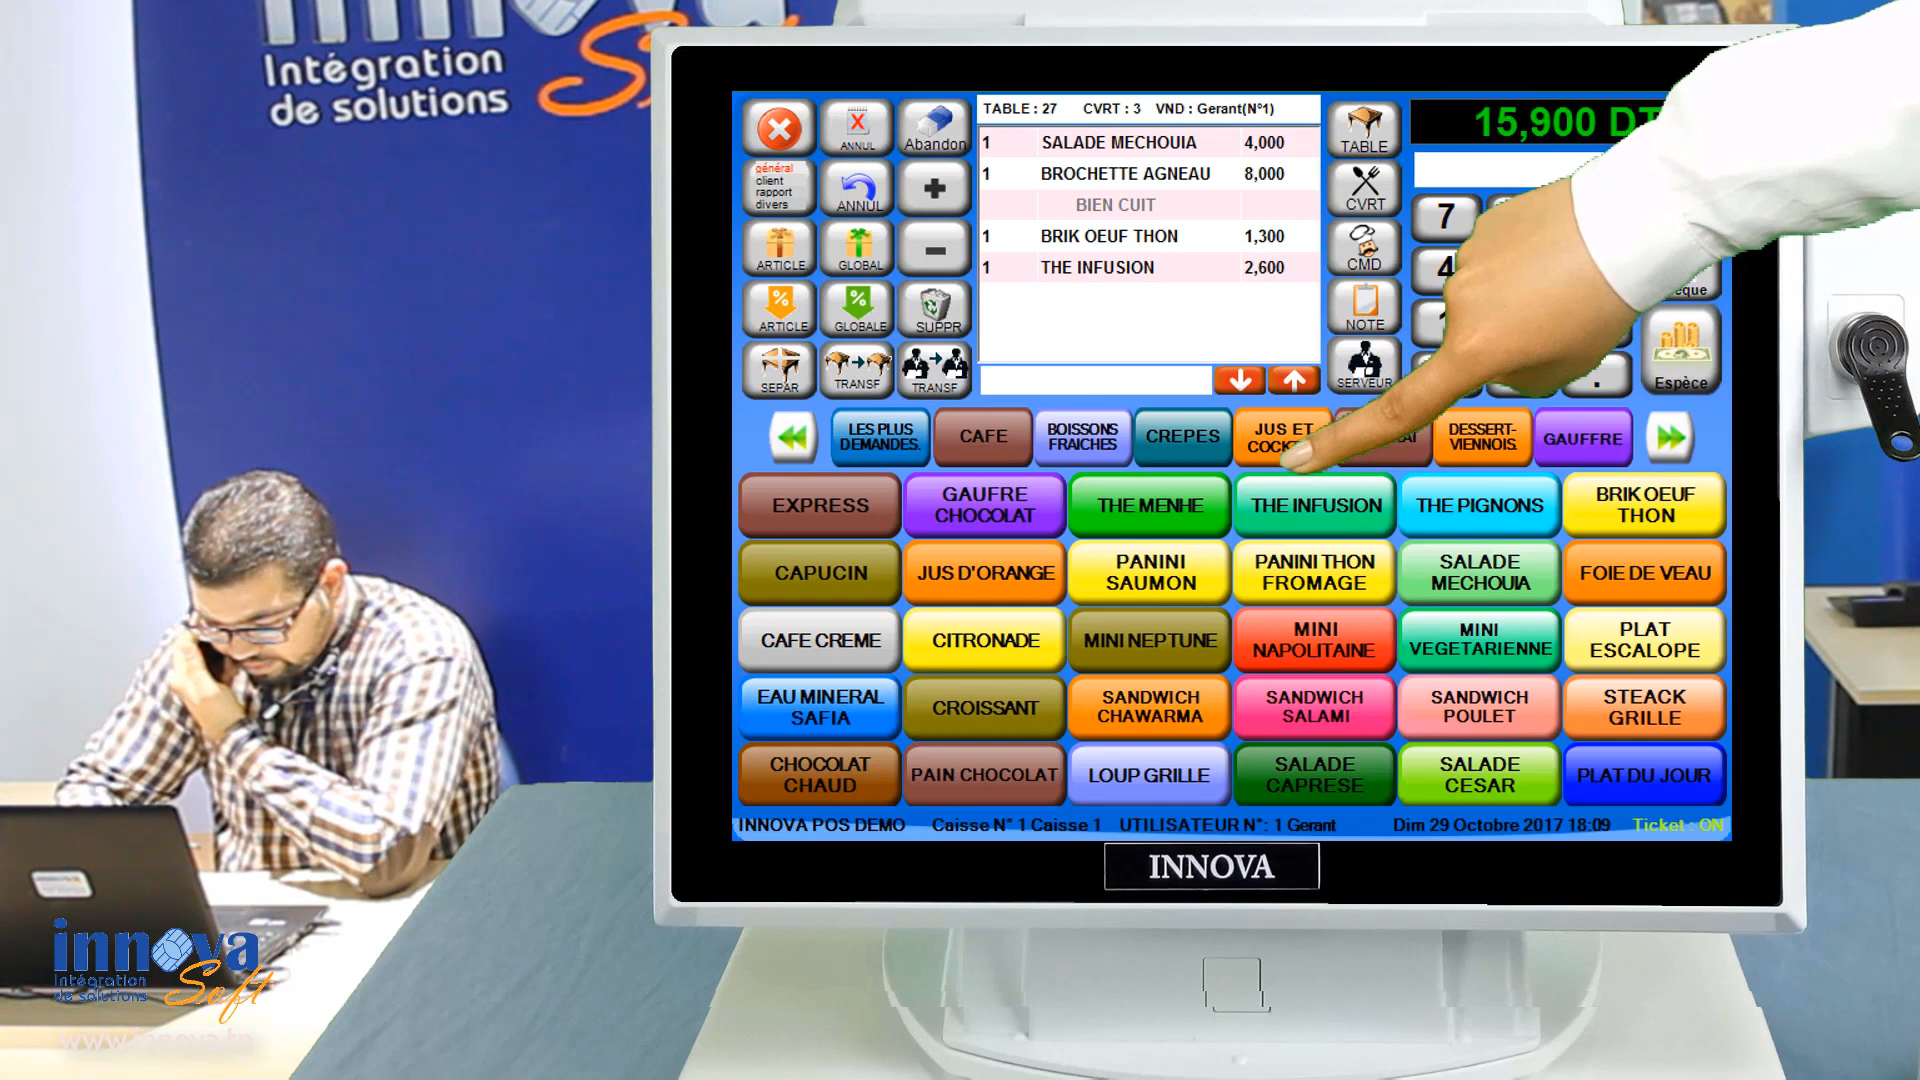 Intégration
de solutions
TABLE : 27 CVRT : 3 VND : Gerant(N°1)
1 SALADE MECHOUIA 4,000
1 BROCHETTE AGNEAU 8,000
BIEN CUIT
1 BRIK OEUF THON 1,300
1 THE INFUSION 2,600
ANNUL
Abandon
général
client
rapport
divers
ANNUL
ARTICLE
GLOBAL
%
ARTICLE
%
GLOBALE
SUPPR
SEPAR
TRANSF
TRANSF
TABLE
CVRT
CMD
NOTE
SERVEUR
15,900
7
4
.
Espèce
LES PLUS
DEMANDES.
CAFE
BOISSONS
FRAICHES
CREPES
JUS ET
DESSERT-
VIENNOIS.
GAUFFRE
EXPRESS
GAUFRE
CHOCOLAT
THE MENHE
THE INFUSION
THE PIGNONS
BRIK OEUF
THON
CAPUCIN
JUS D'ORANGE
PANINI
SAUMON
PANINI THON
FROMAGE
SALADE
MECHOUIA
FOIE DE VEAU
CAFE CREME
CITRONADE
MINI NEPTUNE
MINI
NAPOLITAINE
MINI
VEGETARIENNE
PLAT
ESCALOPE
EAU MINERAL
SAFIA
CROISSANT
SANDWICH
CHAWARMA
SANDWICH
SALAMI
SANDWICH
POULET
STEACK
GRILLE
CHOCOLAT
CHAUD
PAIN CHOCOLAT
LOUP GRILLE
SALADE
CAPRESE
SALADE
CESAR
PLAT DU JOUR
INNOVA POS DEMO Caisse N° 1 Caisse 1 UTILISATEUR N°: 1 Gerant Dim 29 Octobre 2017 18:09 Ticket : ON
INNOVA
innova
Intégration
de solutions
Soft
www.innova.tn